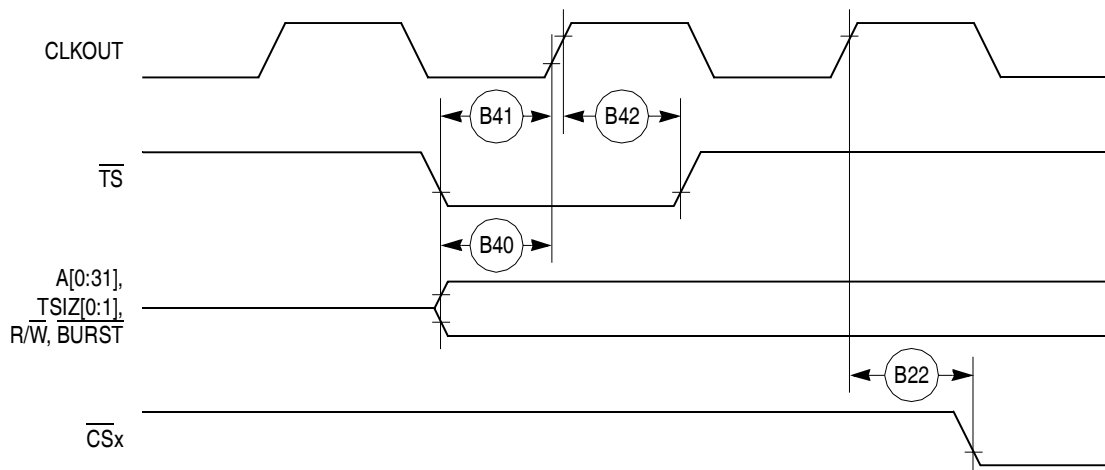 CLKOUT
B41
B42
TS
B40
A[0:31],
TSIZ[0:1],
R/W, BURST
B22
CSx